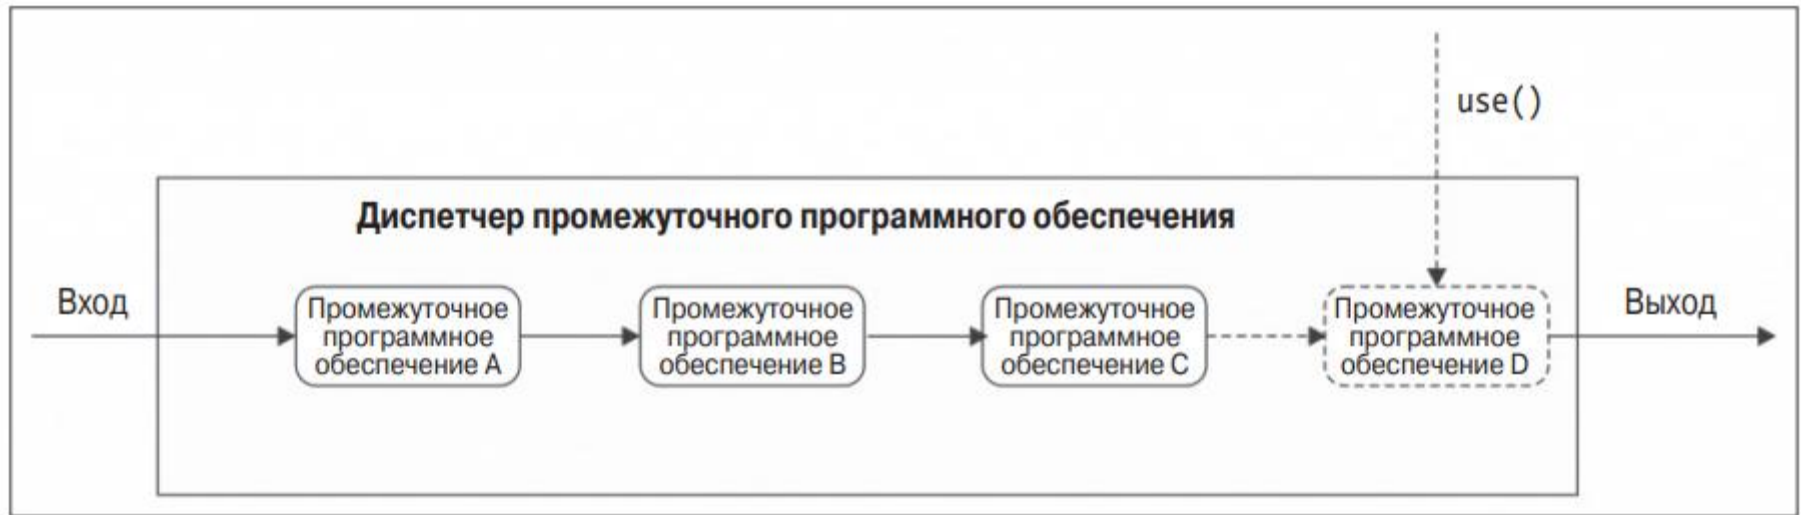 use()
Диспетчер промежуточного программного обеспечения
Вход
Промежуточное
программное
обеспечение A
Промежуточное
программное
обеспечение B
Промежуточное
программное
обеспечение C
Промежуточное
программное
обеспечение D
Выход